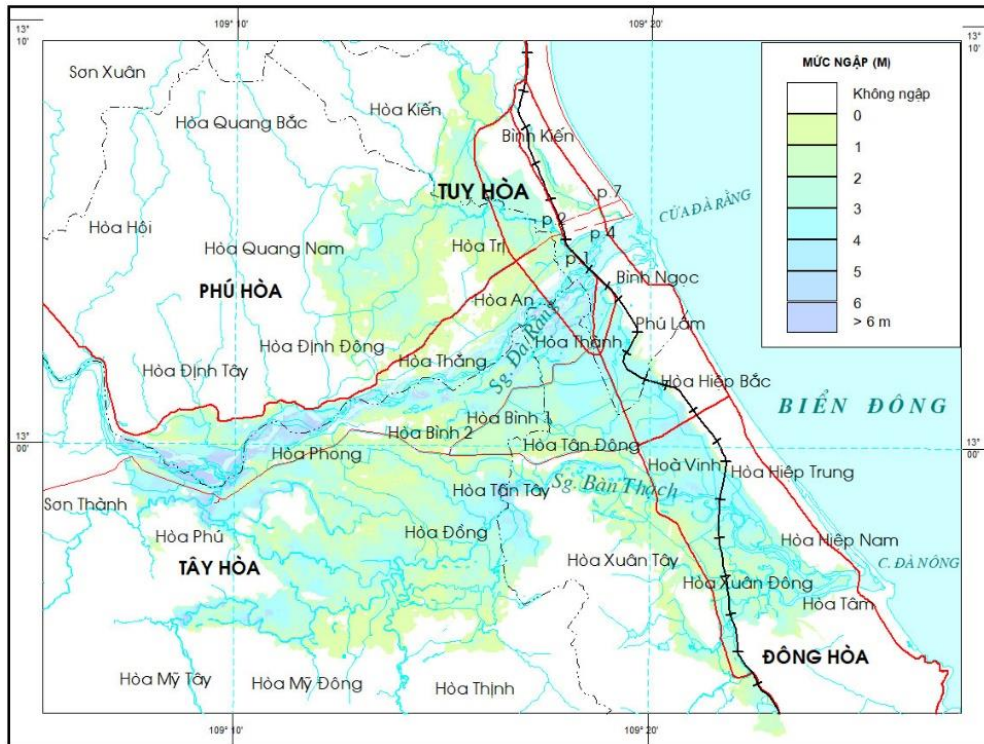 109° 10'
109° 20'
13°
10'
13°
10'
MỨC NGẬP (M)
Không ngập
0
1
2
3
4
5
6
> 6 m
Sơn Xuân
Hòa Kiến
Hòa Quang Bắc
Bình Kiến
TUY HÒA
p 7
p 2
p 4
CỬA ĐÀ RẰNG
Hòa Hội
Hòa Quang Nam
Hòa Trị
p 1
Bình Ngọc
PHÚ HÒA
Hòa An
Sg. Đà Rằng
Phú Lâm
Hòa Định Đông
Hòa Thắng
Hòa Thành
Hòa Định Tây
Hòa Hiệp Bắc
BIỂN ĐÔNG
Hòa Bình 1
Hòa Bình 2
Hòa Tân Đông
13°
00'
13°
00'
Hòa Phong
Hoà Vinh
Hòa Hiệp Trung
Sơn Thành
Hòa Tân Tây
Sg. Bàn Thạch
Hòa Phú
Hòa Đồng
Hòa Hiệp Nam
TÂY HÒA
Hòa Xuân Tây
C. ĐÀ NÔNG
Hòa Xuân Đông
Hòa Tâm
ĐÔNG HÒA
Hòa Mỹ Tây
Hòa Mỹ Đông
Hòa Thịnh
109° 10'
109° 20'